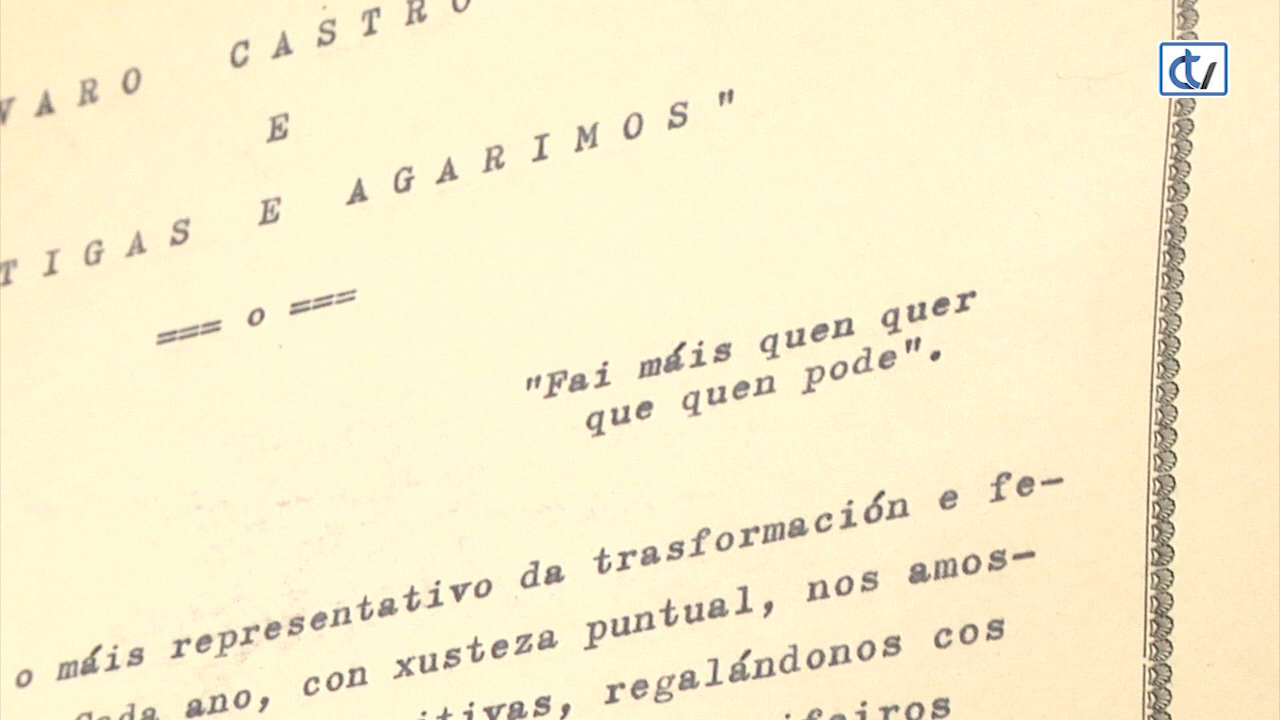 VARO CASTRO
E
TIGAS E AGARIMOS"
=== o ===
"Fai máis quen quer
que quen pode".
o máis representativo da trasformación e fe-
Cada ano, con xusteza puntual, nos amos-
itivas, regalándonos cos
ctv